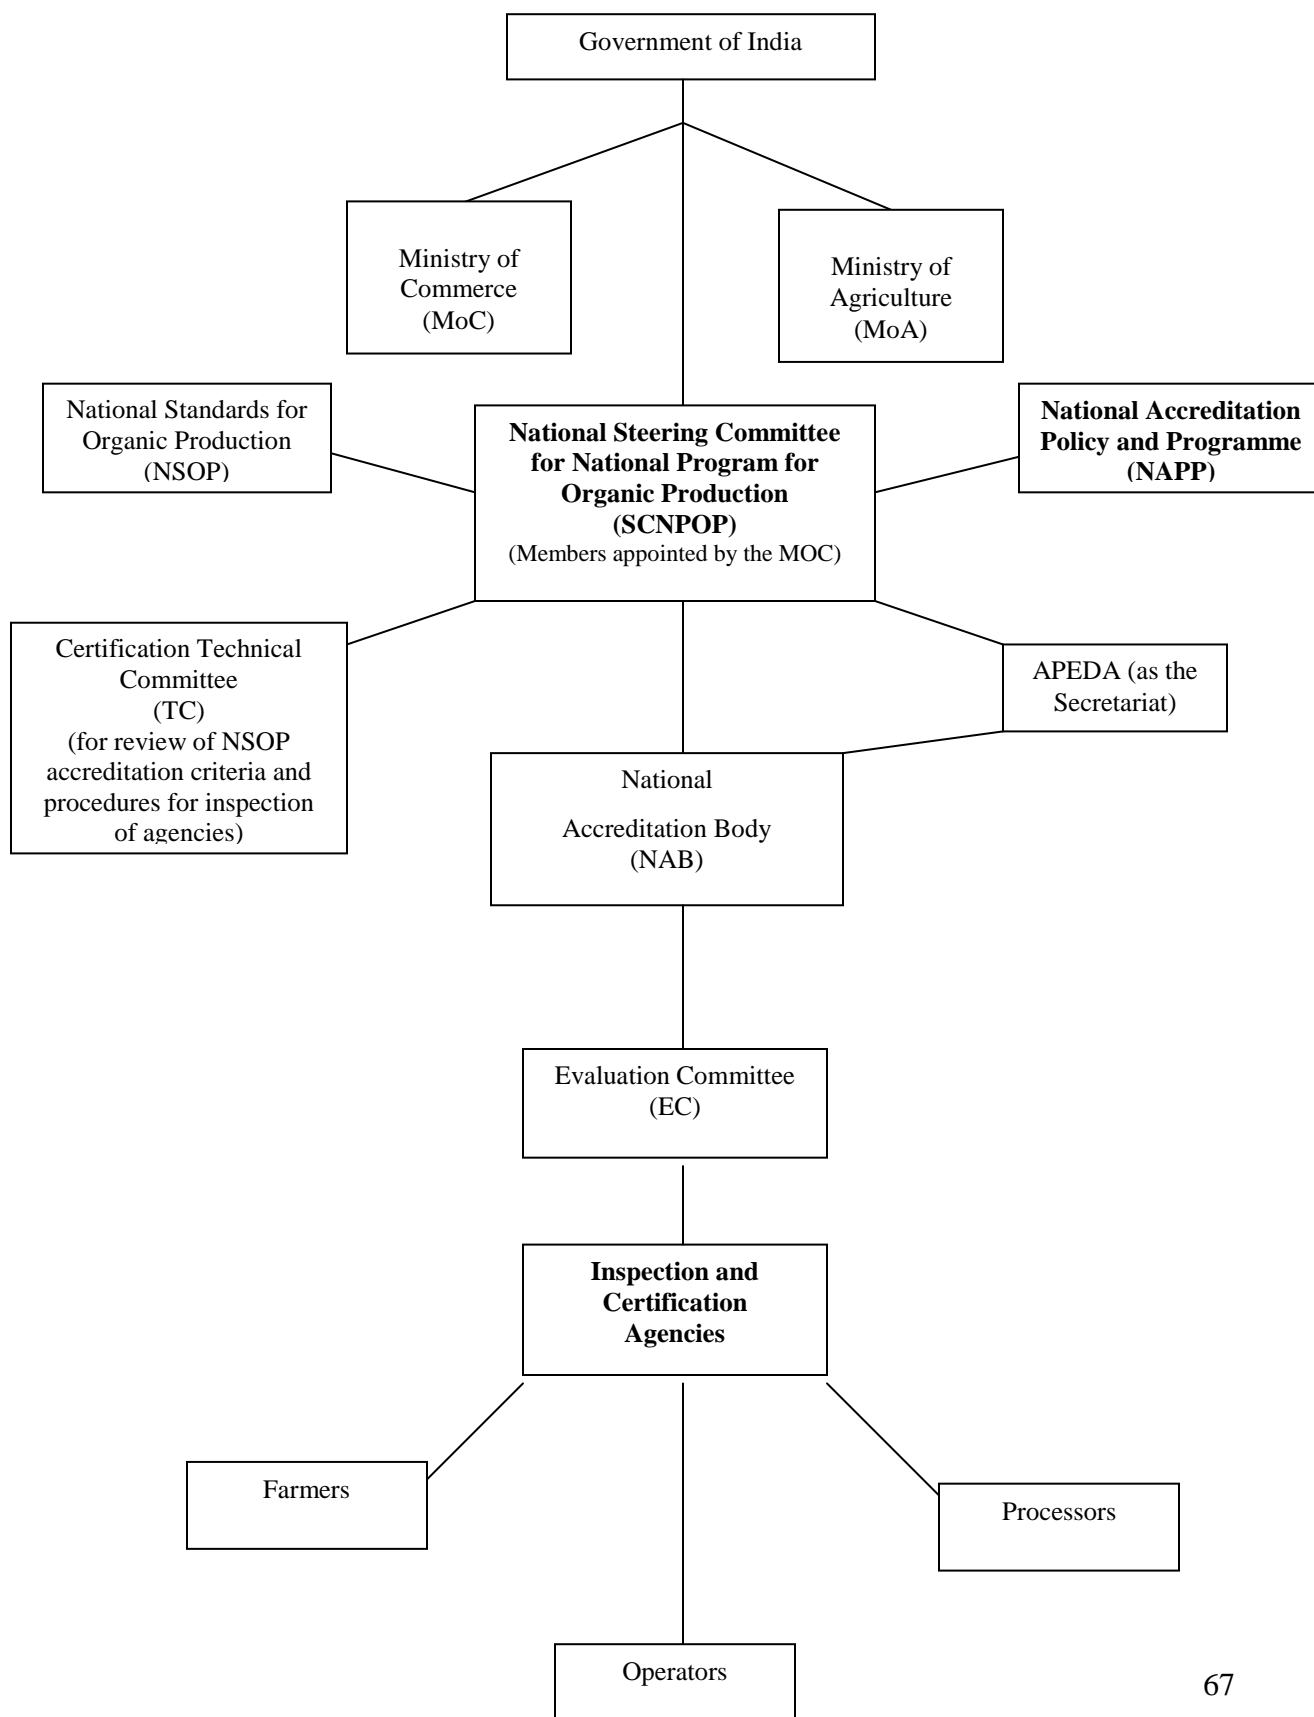 Government of India
Ministry of
Commerce
(MoC)
Ministry of
Agriculture
(MoA)
National Standards for
Organic Production
(NSOP)
National Steering Committee
for National Program for
Organic Production
(SCNPOP)
(Members appointed by the MOC)
National Accreditation
Policy and Programme
(NAPP)
Certification Technical
Committee
(TC)
(for review of NSOP
accreditation criteria and
procedures for inspection
of agencies)
APEDA (as the
Secretariat)
National
Accreditation Body
(NAB)
Evaluation Committee
(EC)
Inspection and
Certification
Agencies
Farmers
Processors
Operators
67